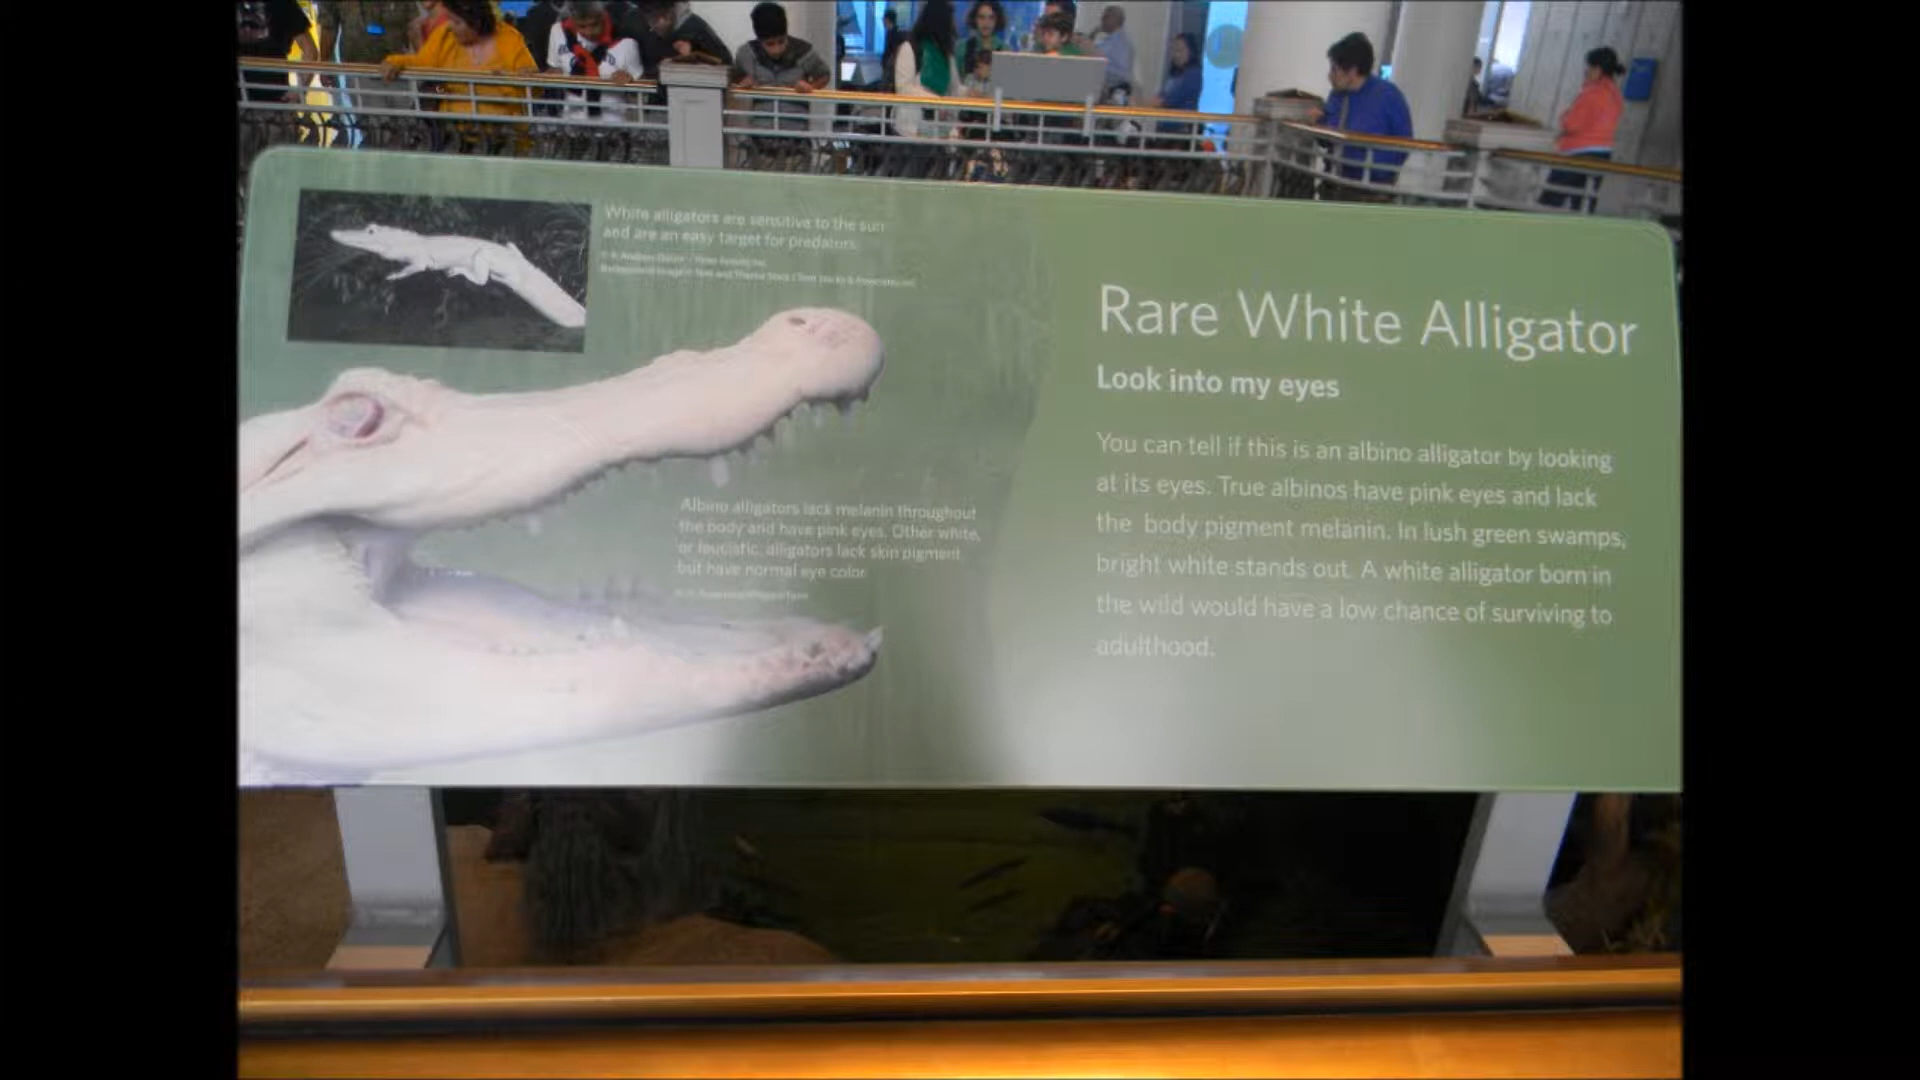 White alligators are sensitive to the sun
and are an easy target for predators.
Rare White Alligator
Look into my eyes
You can tell if this is an albino alligator by looking
at its eyes. True albinos have pink eyes and lack
the body pigment melanin. In lush green swamps,
bright white stands out. A white alligator born in
the wild would have a low chance of surviving to
adulthood.
Albino alligators lack melanin throughout
the body and have pink eyes. Other white,
or leucistic, alligators lack skin pigment
but have normal eye color.